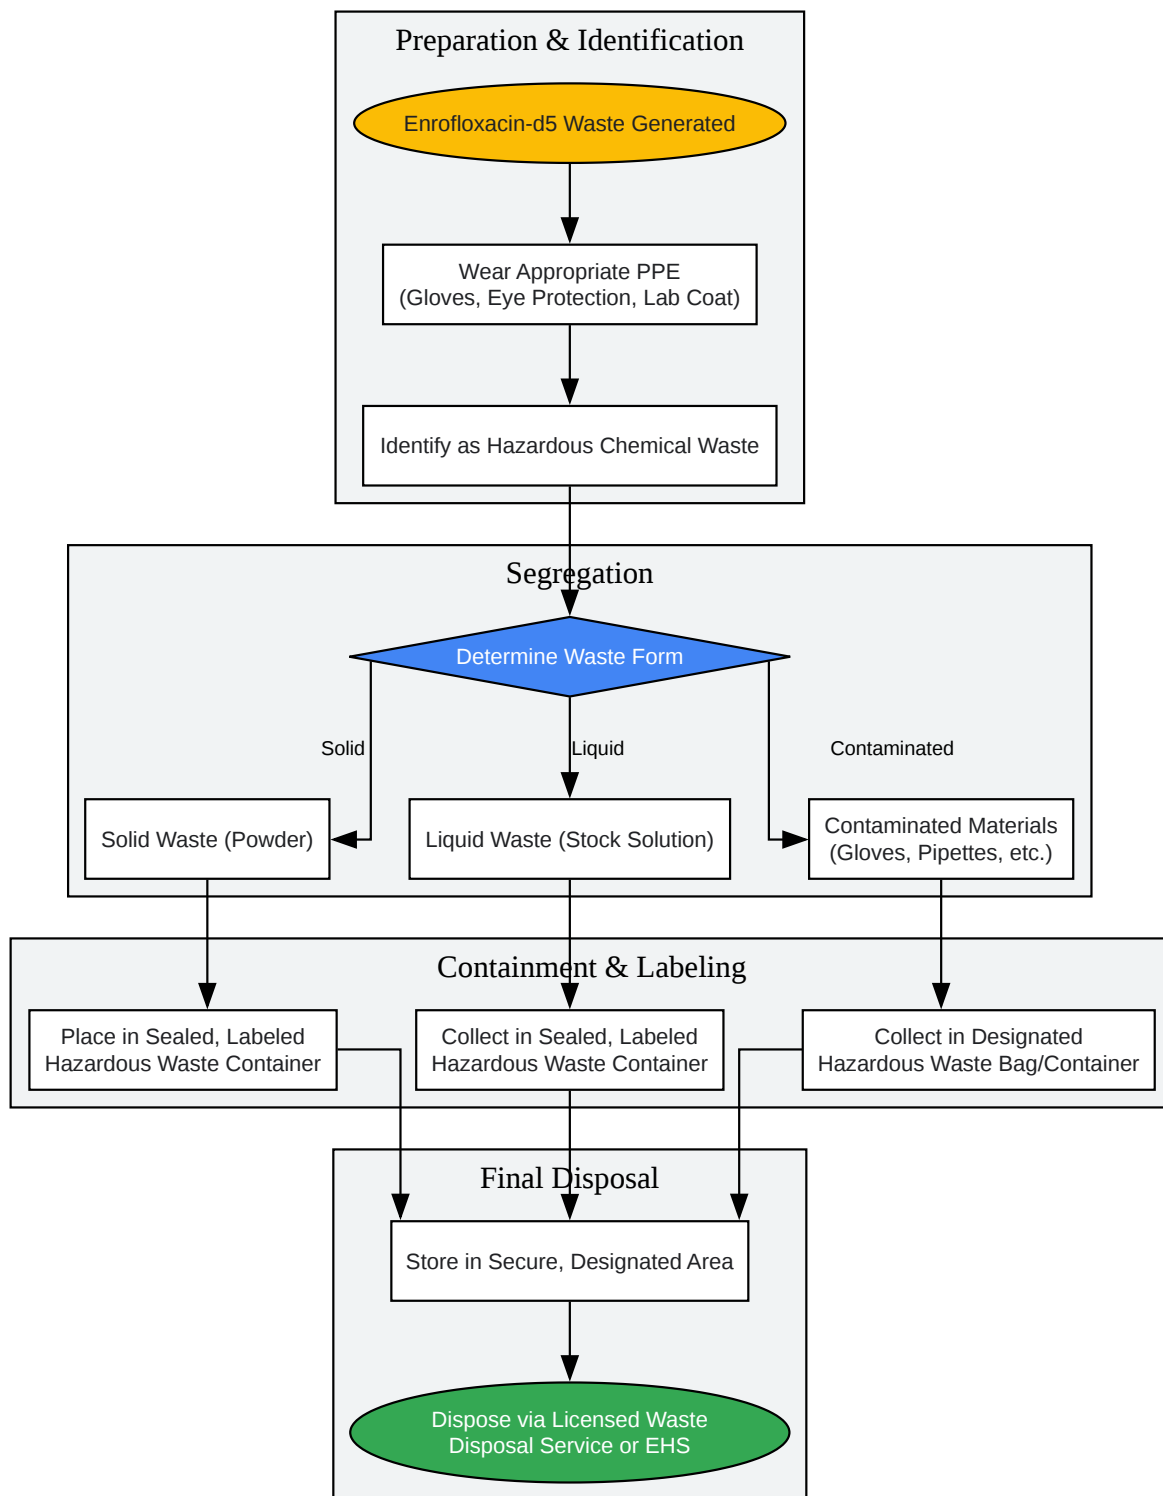 Preparation & Identification
Enrofloxacin-d5 Waste Generated
Wear Appropriate PPE
(Gloves, Eye Protection, Lab Coat)
Identify as Hazardous Chemical Waste
Segregation
Determine Waste Form
Solid
Liquid
Contaminated
Solid Waste (Powder)
Liquid Waste (Stock Solution)
Contaminated Materials
(Gloves, Pipettes, etc.)
Containment & Labeling
Place in Sealed, Labeled
Hazardous Waste Container
Collect in Sealed, Labeled
Hazardous Waste Container
Collect in Designated
Hazardous Waste Bag/Container
Final Disposal
Store in Secure, Designated Area
Dispose via Licensed Waste
Disposal Service or EHS